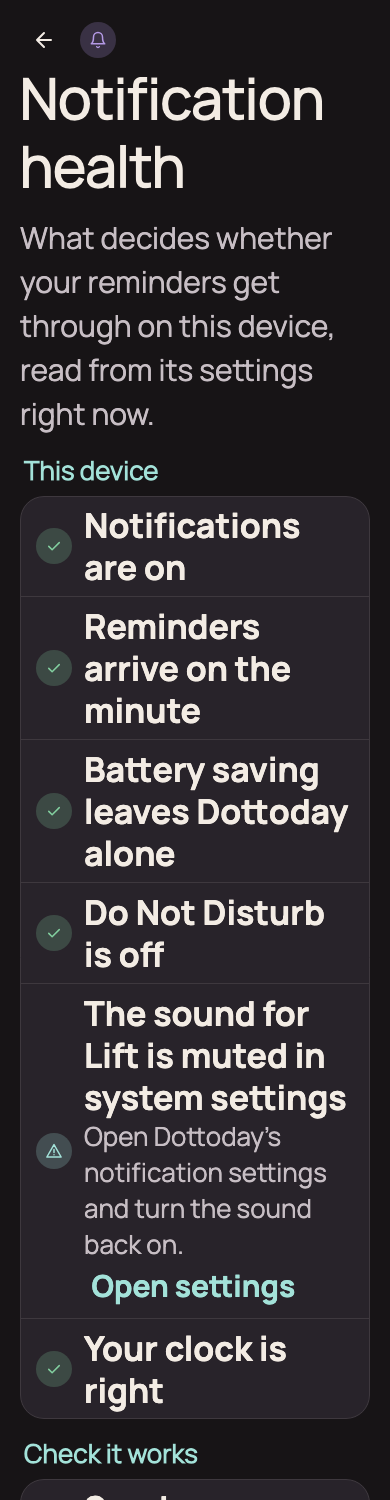 Notification
health
What decides whether
your reminders get
through on this device,
read from its settings
right now.
This device
Notifications
are on
Reminders
arrive on the
minute
Battery saving
leaves Dottoday
alone
Do Not Disturb
is off
The sound for
Lift is muted in
system settings
Open Dottoday's
notification settings
and turn the sound
back on.
Open settings
Your clock is
right
Check it works